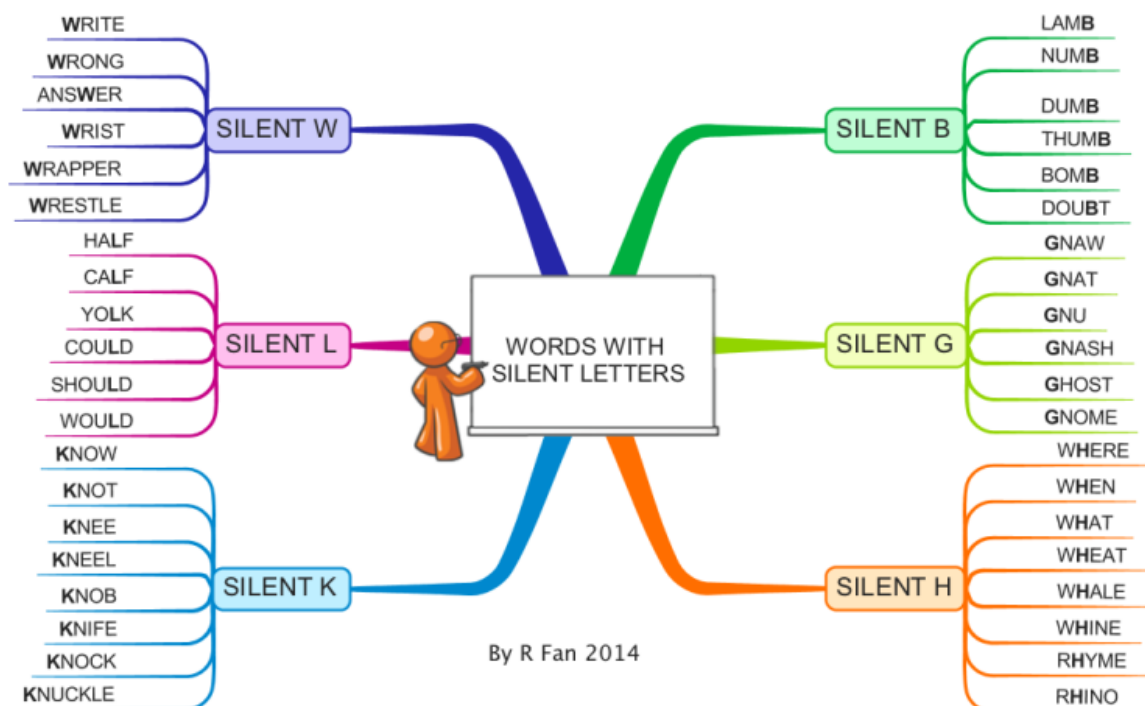 WORDS WITH
SILENT LETTERS
SILENT W
WRITE
WRONG
ANSWER
WRIST
WRAPPER
WRESTLE
SILENT L
HALF
CALF
YOLK
COULD
SHOULD
WOULD
SILENT K
KNOW
KNOT
KNEE
KNEEL
KNOB
KNIFE
KNOCK
KNUCKLE
SILENT B
LAMB
NUMB
DUMB
THUMB
BOMB
DOUBT
SILENT G
GNAW
GNAT
GNU
GNASH
GHOST
GNOME
SILENT H
WHERE
WHEN
WHAT
WHEAT
WHALE
WHINE
RHYME
RHINO
By R Fan 2014